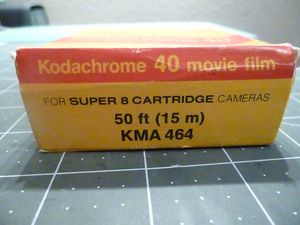 Kodachrome 40 movie film
FOR SUPER 8 CARTRIDGE CAMERAS
50 ft (15 m)
KMA 464